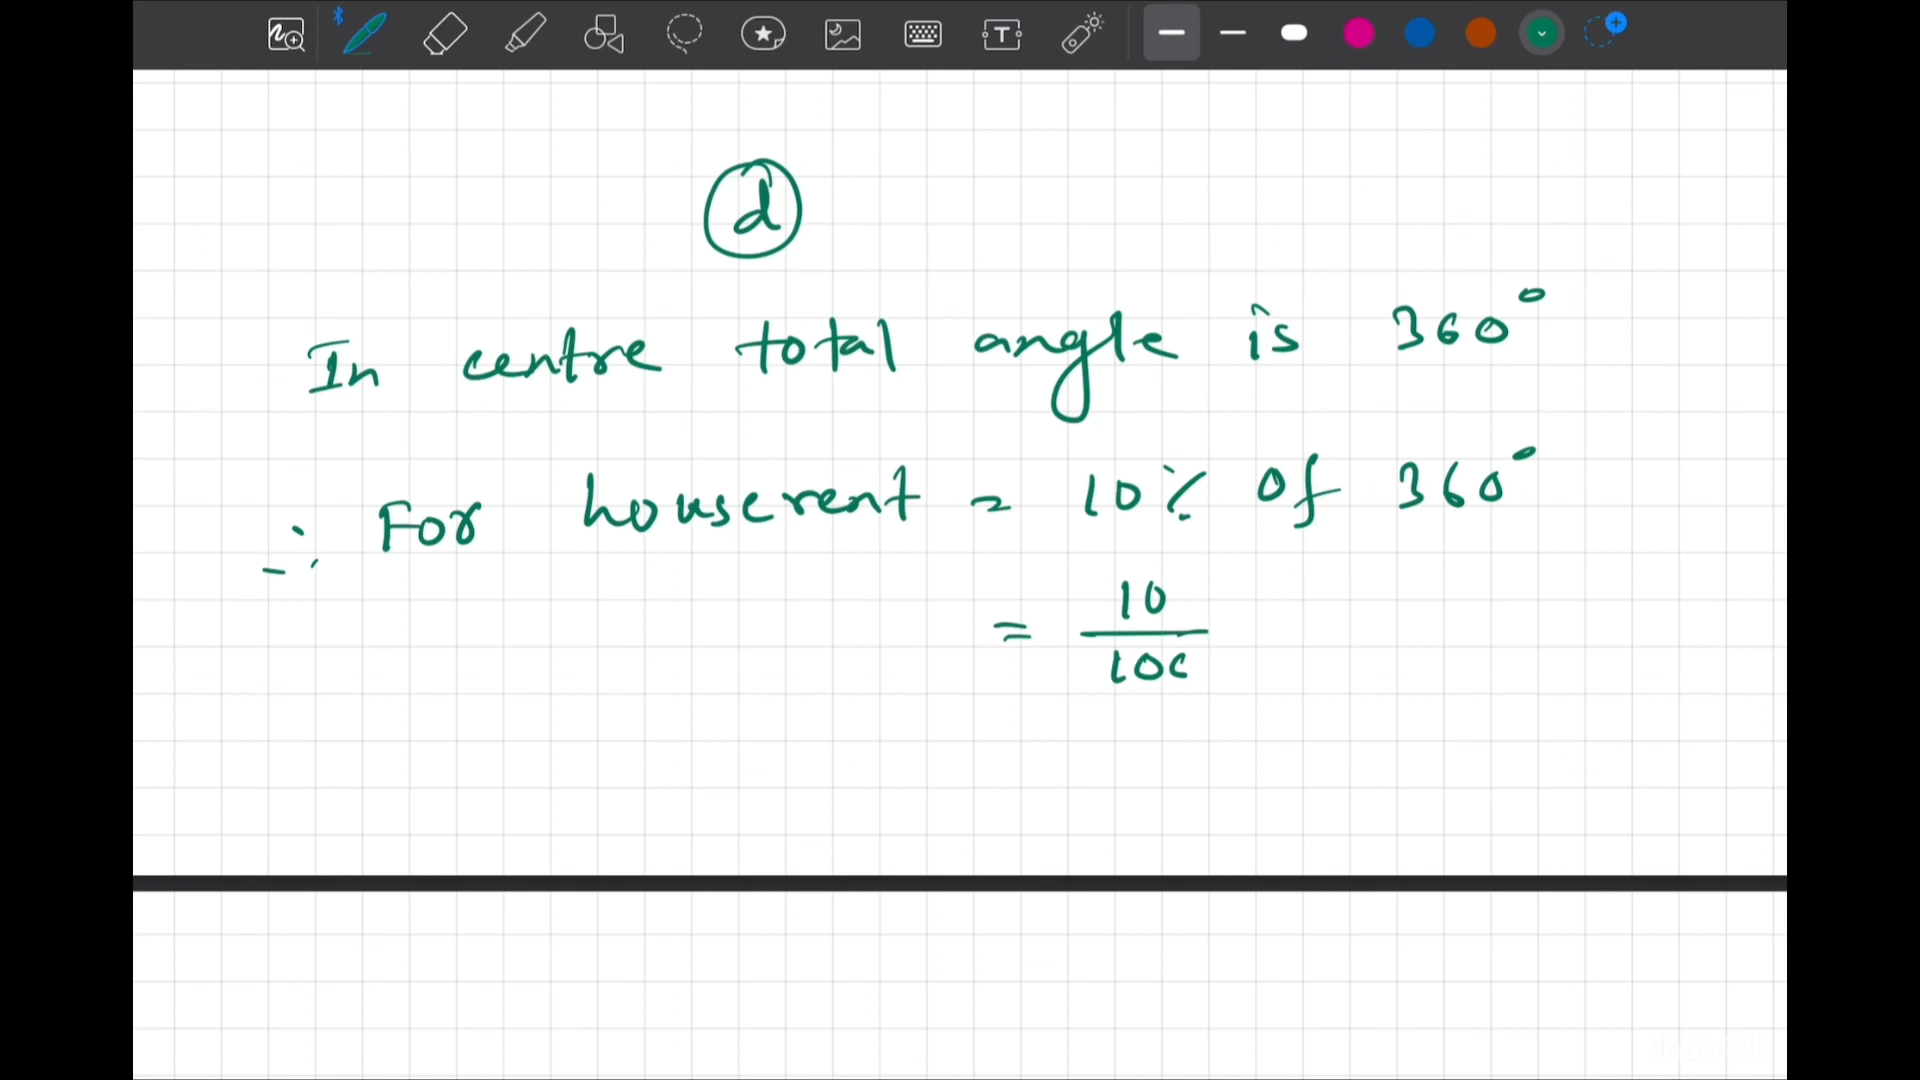 d
In centre total angle is 360°
∴ For houserent = 10% of 360°
= 10/100